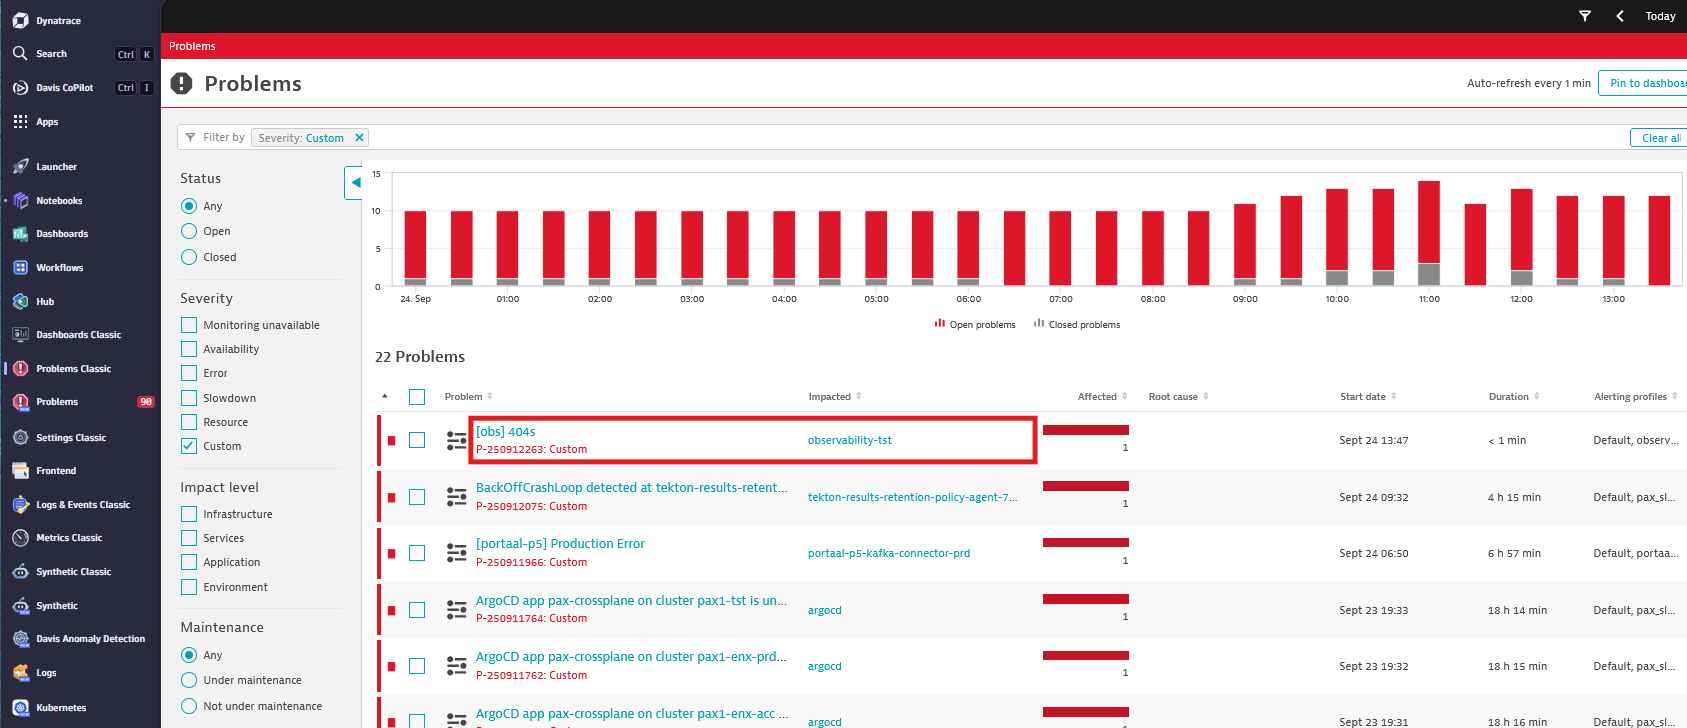 Dynatrace
Search Ctrl K
Davis CoPilot Ctrl I
Apps
Launcher
Notebooks
Dashboards
Workflows
Hub
Dashboards Classic
Problems Classic
Problems 90
Settings Classic
Frontend
Logs & Events Classic
Metrics Classic
Synthetic Classic
Synthetic
Davis Anomaly Detection
Logs
Kubernetes
Today
Problems
Problems
Auto-refresh every 1 min Pin to dashboar
Filter by Severity: Custom Clear all
Status
Any
Open
Closed
Severity
Monitoring unavailable
Availability
Error
Slowdown
Resource
Custom
Impact level
Infrastructure
Services
Application
Environment
Maintenance
Any
Under maintenance
Not under maintenance
15
10
5
0
24. Sep 01:00 02:00 03:00 04:00 05:00 06:00 07:00 08:00 09:00 10:00 11:00 12:00 13:00
Open problems Closed problems
22 Problems
Problem Impacted Affected Root cause Start date Duration Alerting profiles
[obs] 404s
P-250912263: Custom
observability-tst 1 Sept 24 13:47 < 1 min Default, observ...
BackOffCrashLoop detected at tekton-results-retent...
P-250912075: Custom
tekton-results-retention-policy-agent-7... 1 Sept 24 09:32 4 h 15 min Default, pax_sl...
[portaal-p5] Production Error
P-250911966: Custom
portaal-p5-kafka-connector-prd 1 Sept 24 06:50 6 h 57 min Default, portaa...
ArgoCD app pax-crossplane on cluster pax1-tst is un...
P-250911764: Custom
argocd 1 Sept 23 19:33 18 h 14 min Default, pax_sl...
ArgoCD app pax-crossplane on cluster pax1-enx-prd...
P-250911762: Custom
argocd 1 Sept 23 19:32 18 h 15 min Default, pax_sl...
ArgoCD app pax-crossplane on cluster pax1-enx-acc ...
argocd Sept 23 19:31 18 h 16 min Default, pax_sl...